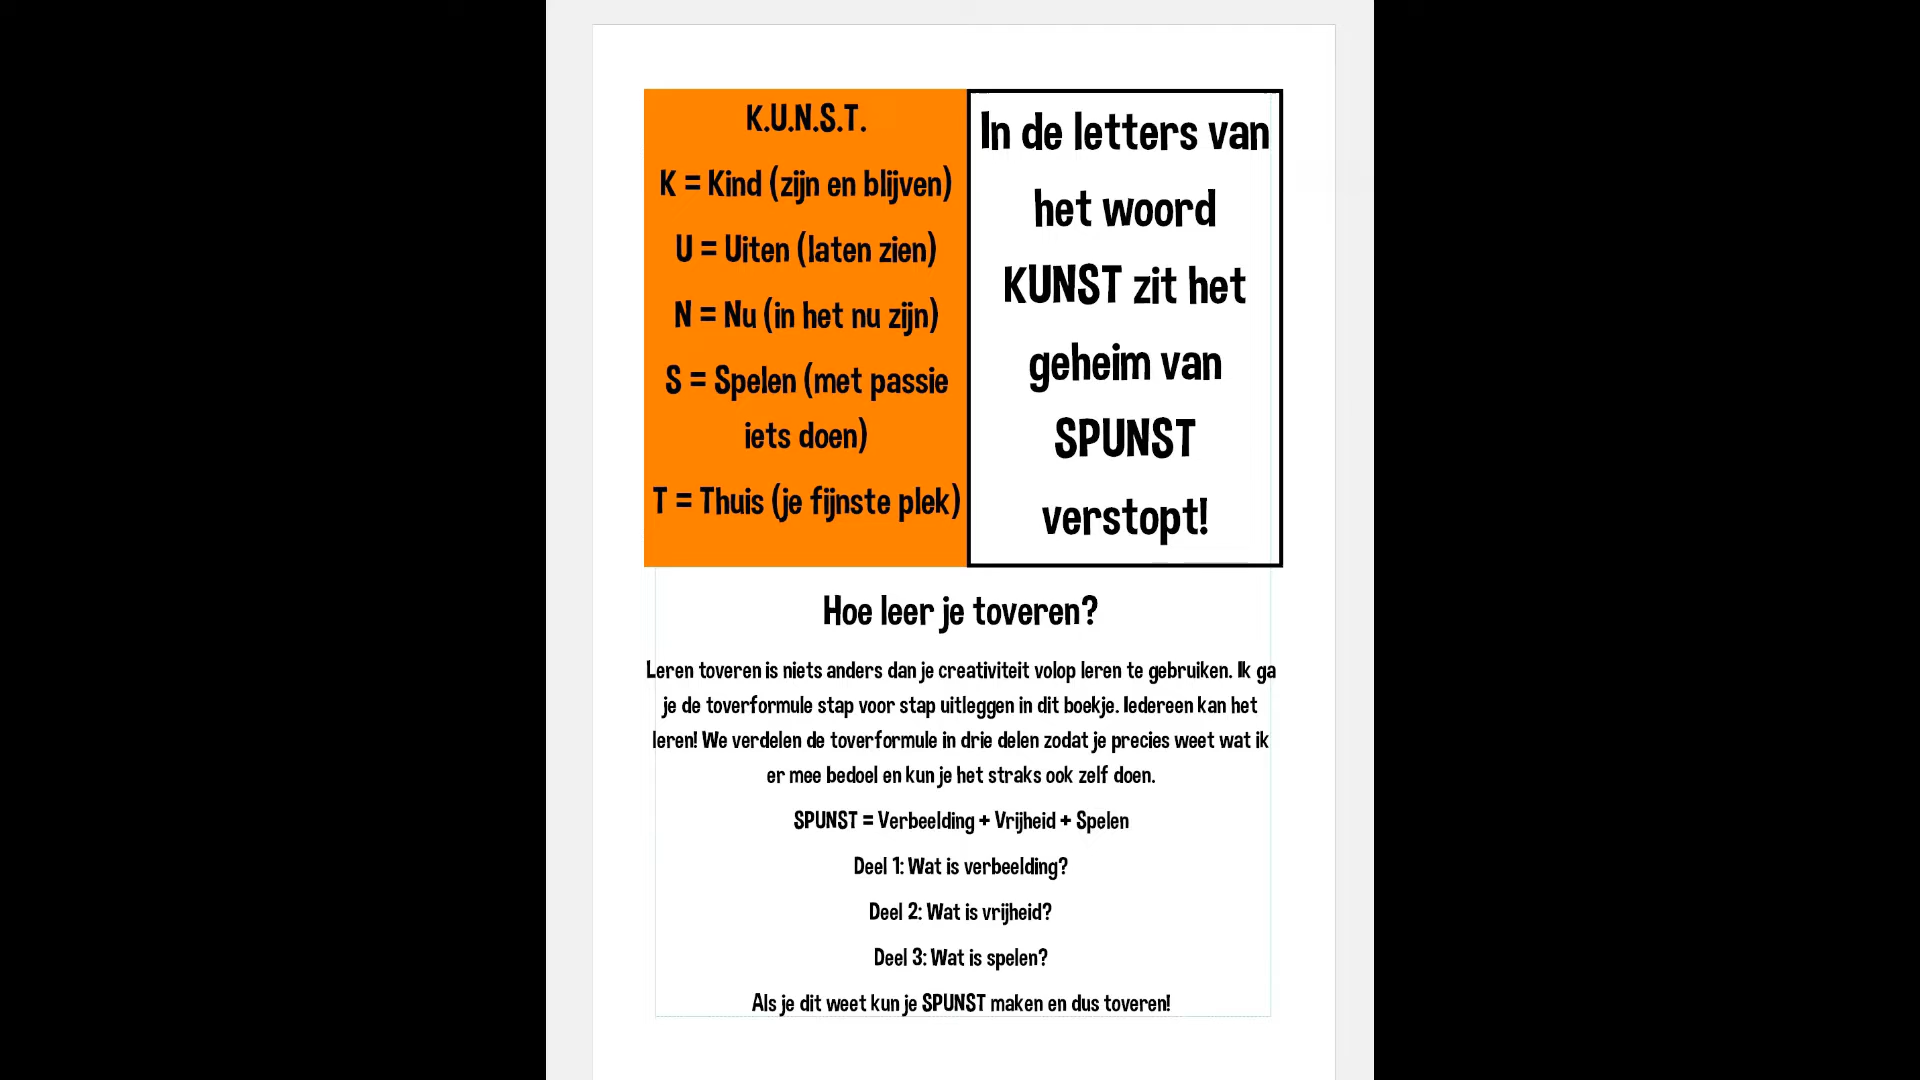 K.U.N.S.T.
K = Kind (zijn en blijven)
U = Uiten (laten zien)
N = Nu (in het nu zijn)
S = Spelen (met passie
iets doen)
T = Thuis (je fijnste plek)
In de letters van
het woord
KUNST zit het
geheim van
SPUNST
verstopt!
Hoe leer je toveren?
Leren toveren is niets anders dan je creativiteit volop leren te gebruiken. Ik ga
je de toverformule stap voor stap uitleggen in dit boekje. Iedereen kan het
leren! We verdelen de toverformule in drie delen zodat je precies weet wat ik
er mee bedoel en kun je het straks ook zelf doen.
SPUNST = Verbeelding + Vrijheid + Spelen
Deel 1: Wat is verbeelding?
Deel 2: Wat is vrijheid?
Deel 3: Wat is spelen?
Als je dit weet kun je SPUNST maken en dus toveren!